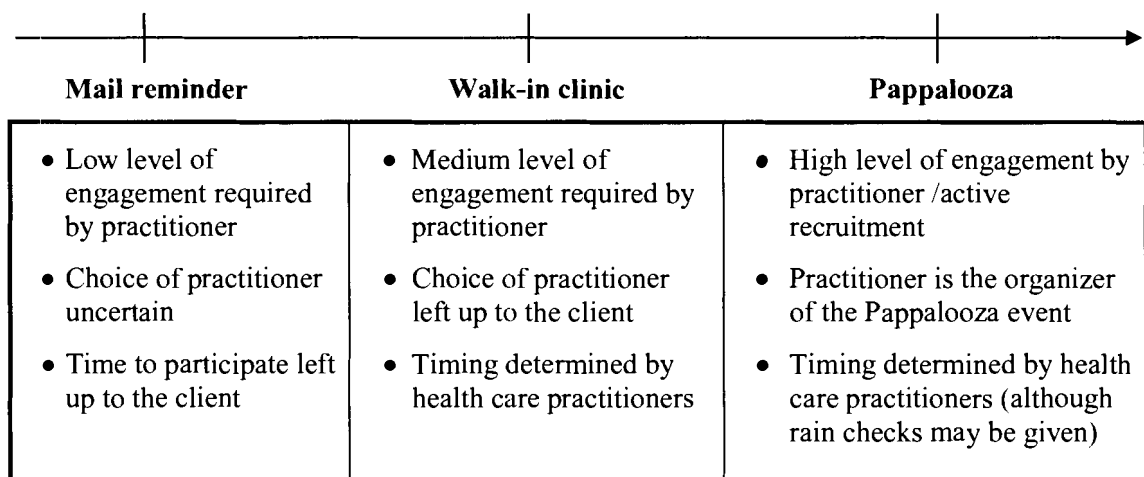 Mail reminder
Walk-in clinic
Pappalooza
• Low level of
engagement required
by practitioner
• Choice of practitioner
uncertain
• Time to participate left
up to the client
• Medium level of
engagement required by
practitioner
• Choice of practitioner
left up to the client
• Timing determined by
health care practitioners
• High level of engagement by
practitioner /active
recruitment
• Practitioner is the organizer
of the Pappalooza event
• Timing determined by health
care practitioners (although
rain checks may be given)